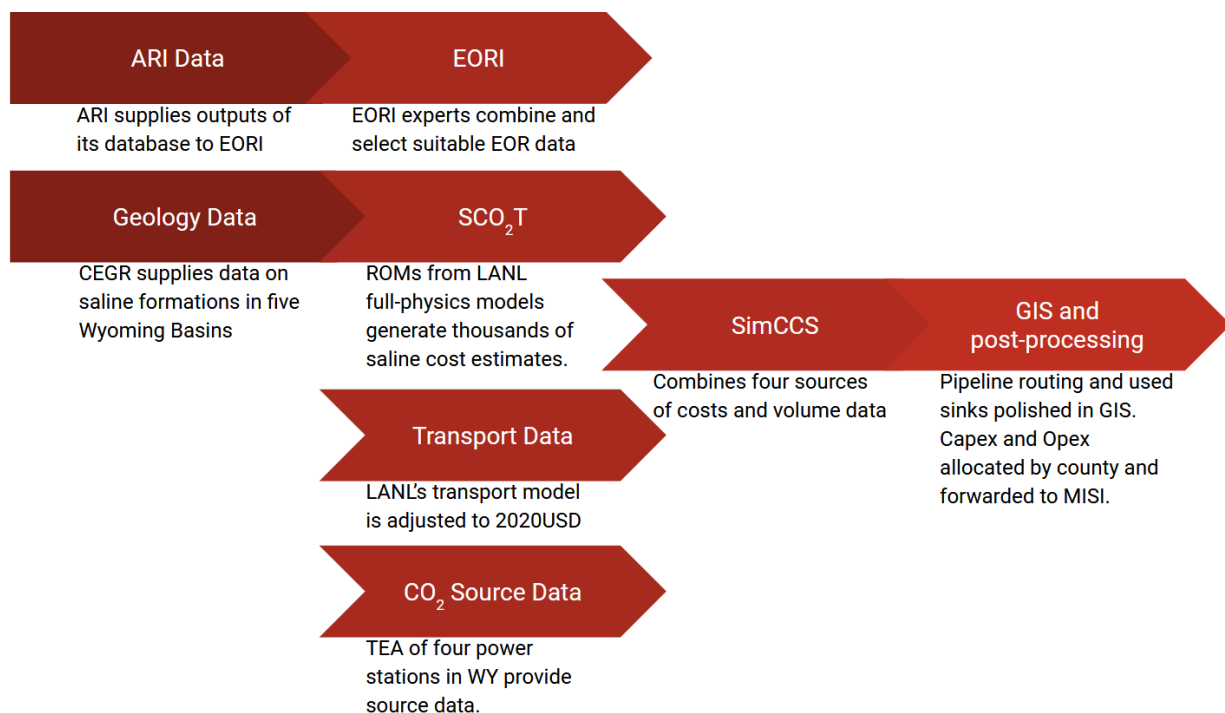 ARI Data
ARI supplies outputs of
its database to EORI
EORI
EORI experts combine and
select suitable EOR data
Geology Data
CEGR supplies data on
saline formations in five
Wyoming Basins
SCO₂T
ROMs from LANL
full-physics models
generate thousands of
saline cost estimates.
Transport Data
LANL’s transport model
is adjusted to 2020USD
CO₂ Source Data
TEA of four power
stations in WY provide
source data.
SimCCS
Combines four sources
of costs and volume data
GIS and
post-processing
Pipeline routing and used
sinks polished in GIS.
Capex and Opex
allocated by county and
forwarded to MISI.